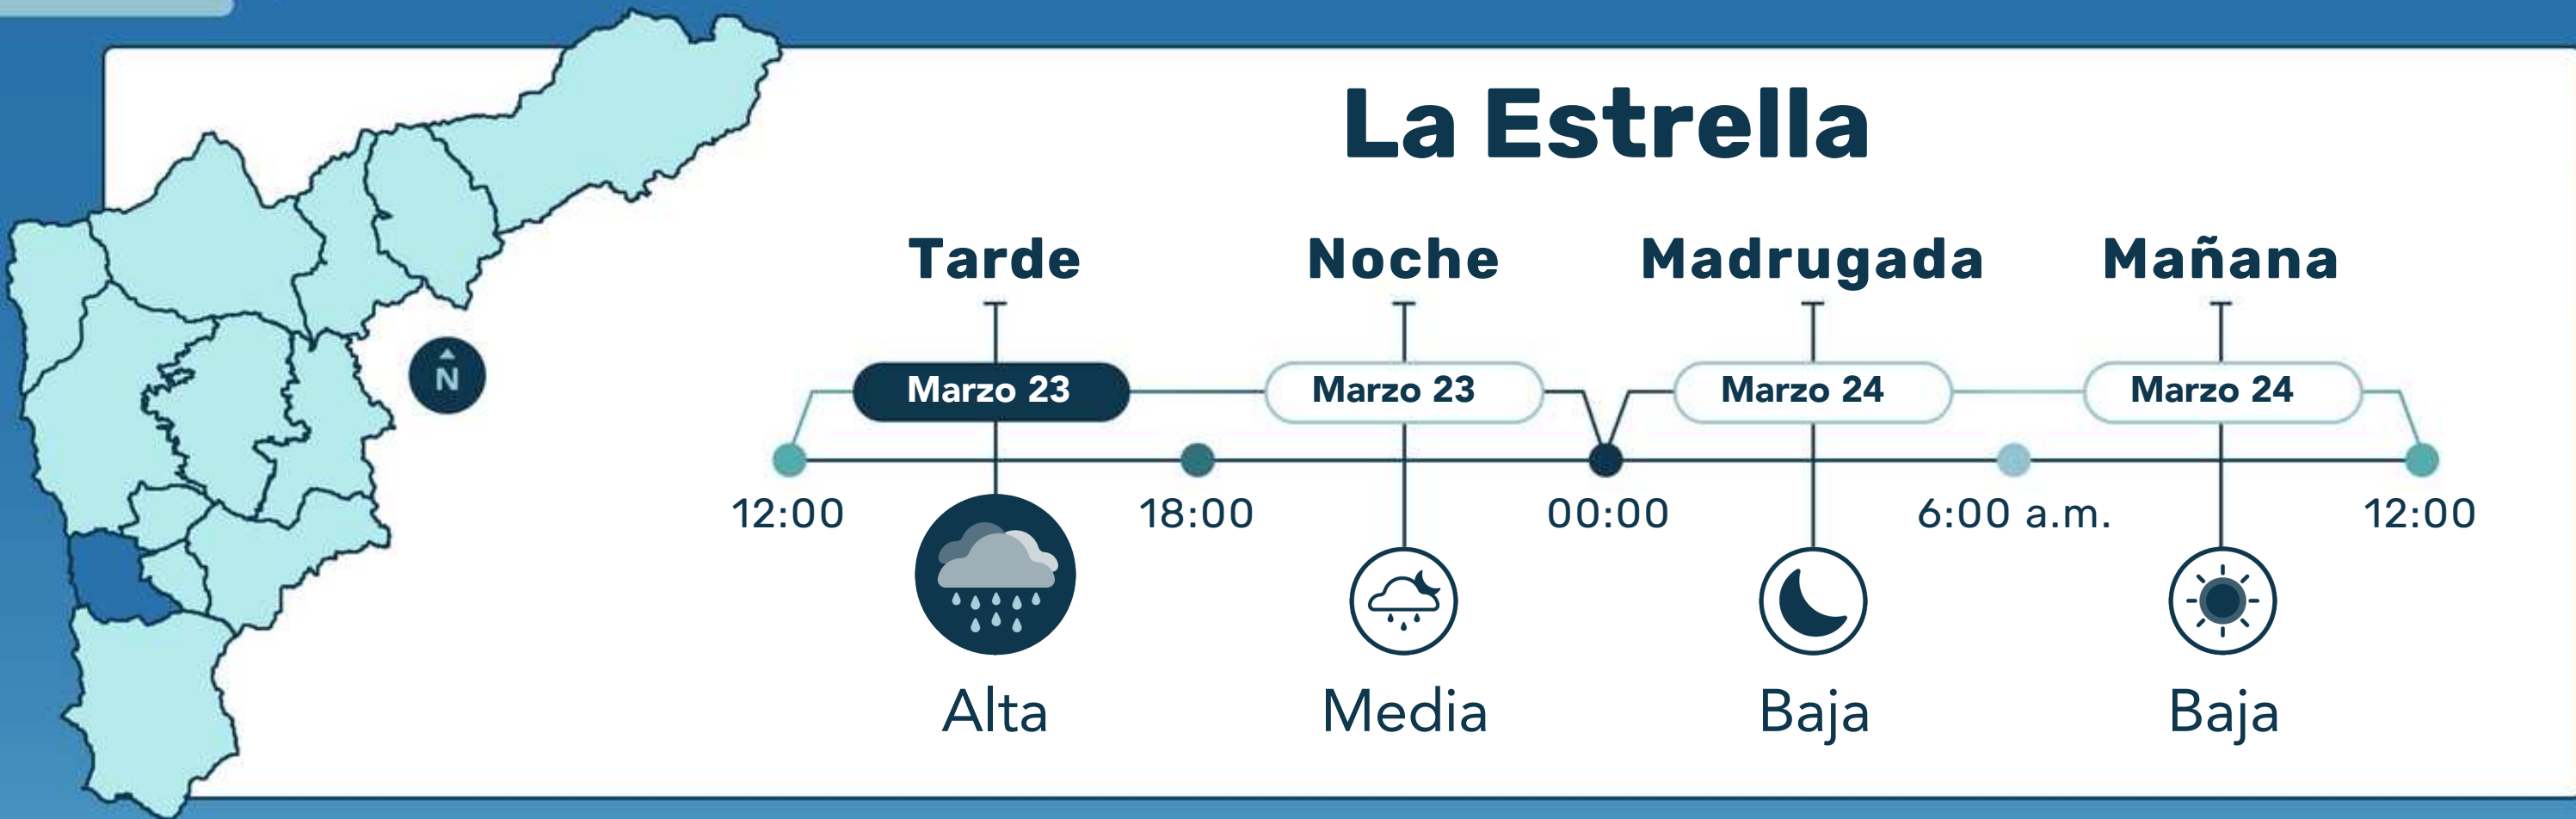 La Estrella
Tarde Noche Madrugada Mañana
Marzo 23 Marzo 23 Marzo 24 Marzo 24
N
12:00 18:00 00:00 6:00 a.m. 12:00
Alta Media Baja Baja